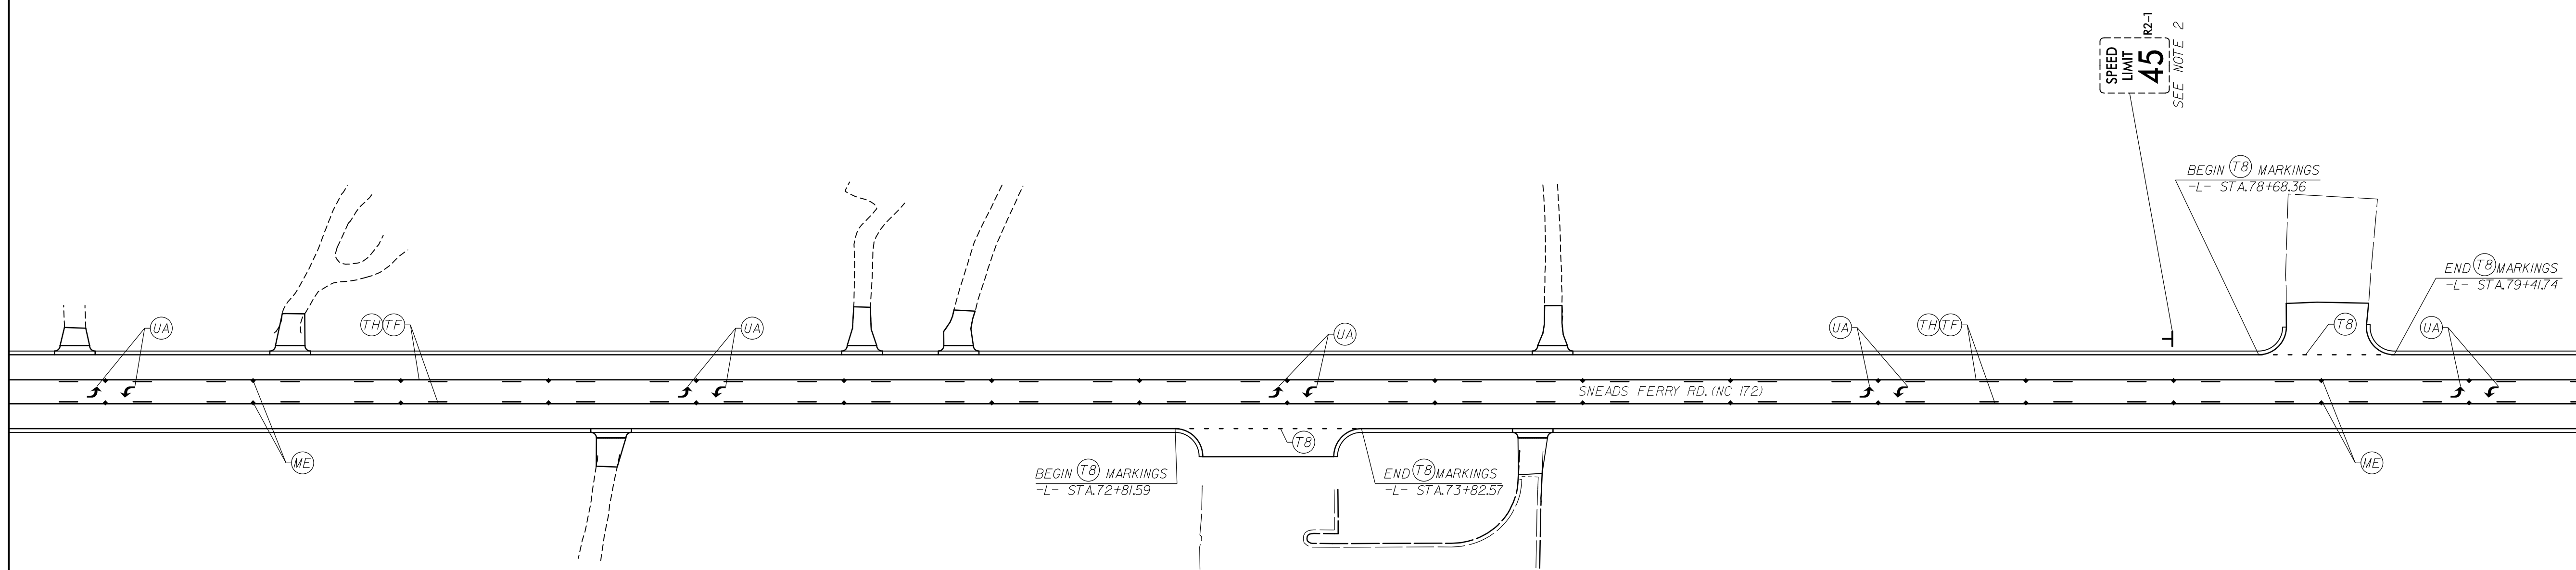 SPEED
LIMIT
45
R2-1
SEE NOTE 2
BEGIN T8 MARKINGS
-L- STA.78+68.36
END T8 MARKINGS
-L- STA.79+41.74
UA
TH TF
UA
UA
UA
TH TF
T8
UA
SNEADS FERRY RD. (NC 172)
ME
T8
ME
BEGIN T8 MARKINGS
-L- STA.72+81.59
END T8 MARKINGS
-L- STA.73+82.57